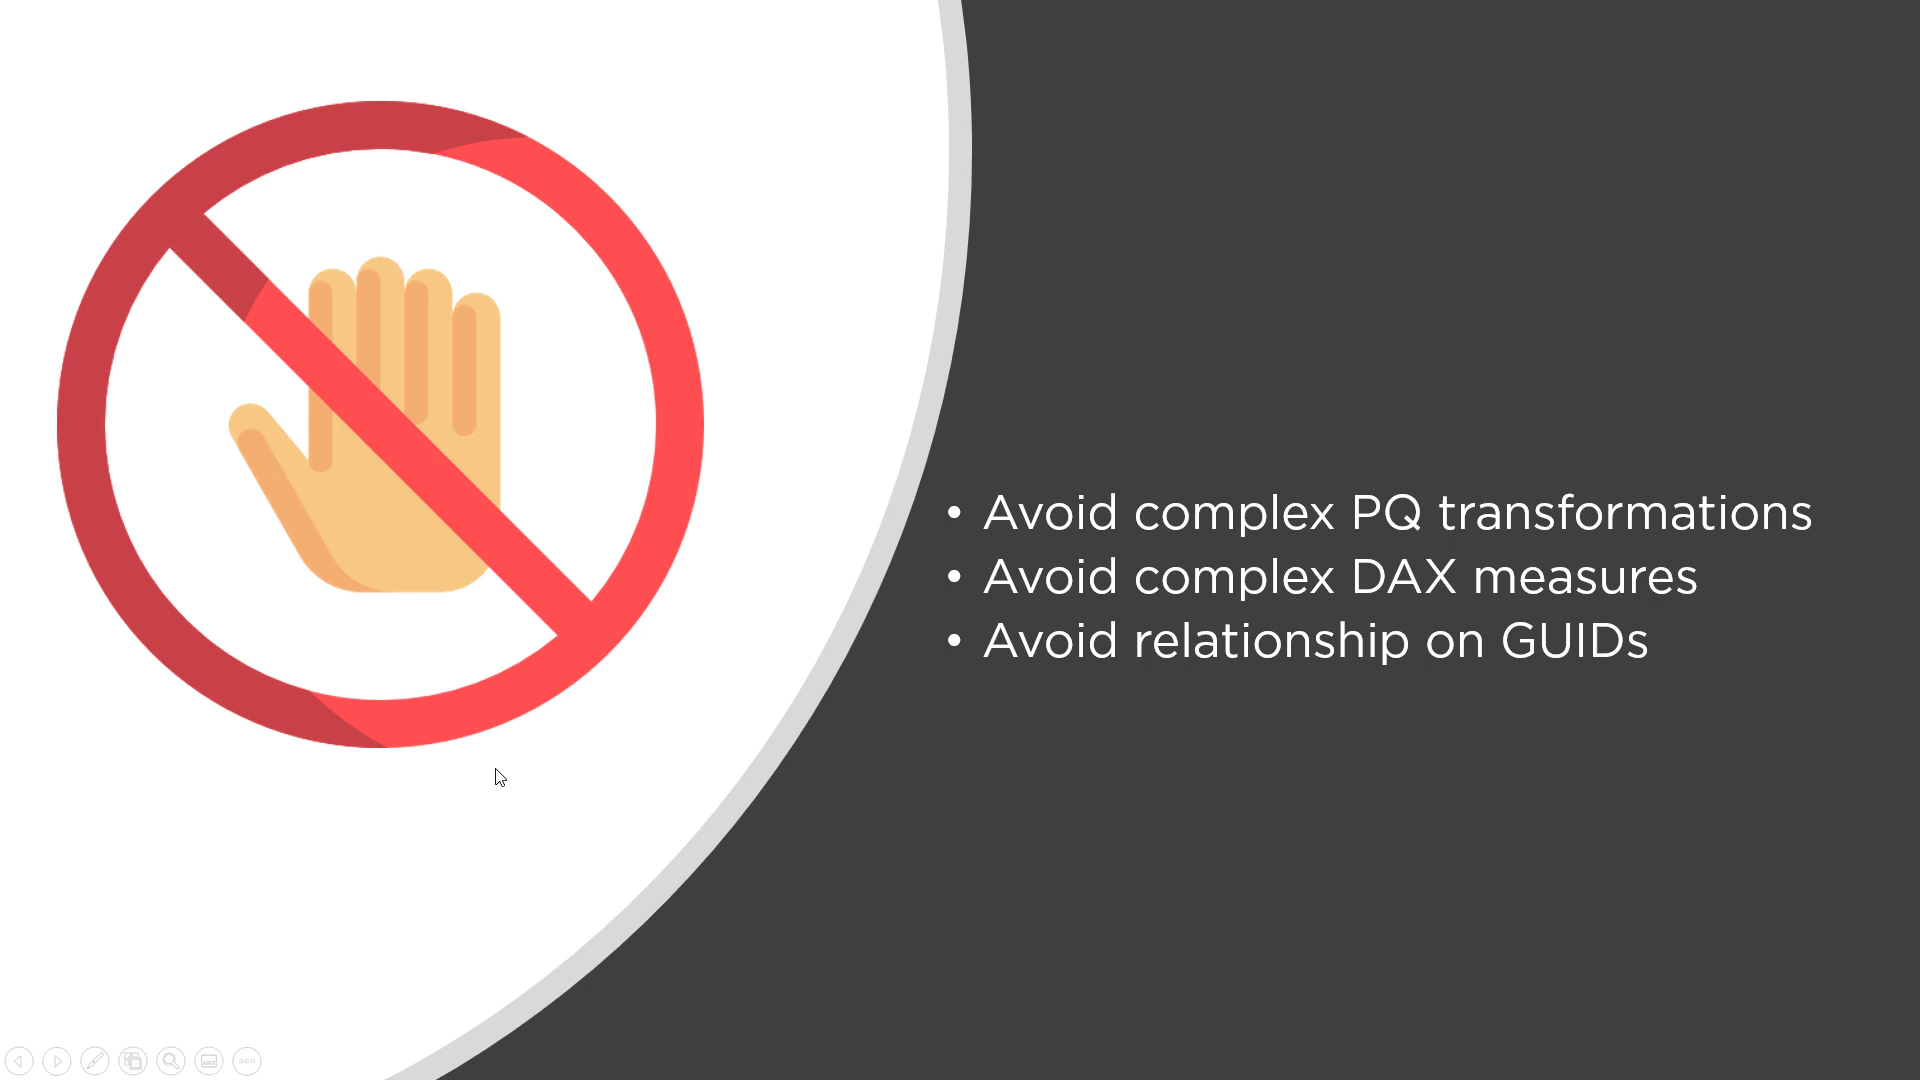 • Avoid complex PQ transformations
• Avoid complex DAX measures
• Avoid relationship on GUIDs